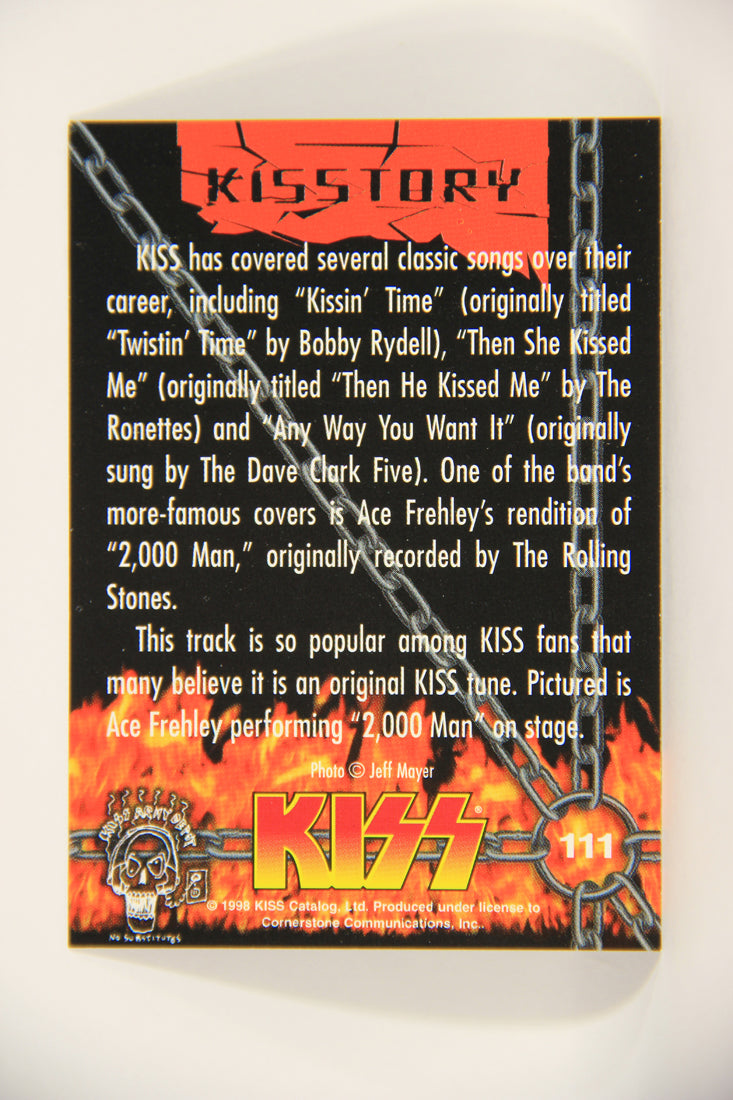 KISSTORY
KISS has covered several classic songs over their
career, including "Kissin' Time" (originally titled
"Twistin' Time" by Bobby Rydell), "Then She Kissed
Me" (originally titled "Then He Kissed Me" by The
Ronettes) and "Any Way You Want It" (originally
sung by The Dave Clark Five). One of the band's
more-famous covers is Ace Frehley's rendition of
"2,000 Man," originally recorded by The Rolling
Stones.
This track is so popular among KISS fans that
many believe it is an original KISS tune. Pictured is
Ace Frehley performing "2,000 Man" on stage.
Photo © Jeff Mayer
KISS®
111
© 1998 KISS Catalog, Ltd. Produced under license to
Cornerstone Communications, Inc..
NO SUBSTITUTES